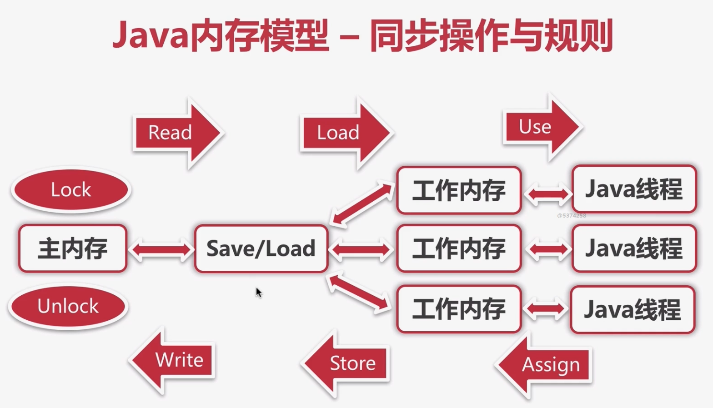 Java内存模型 – 同步操作与规则
Read
Load
Use
Lock
工作内存
Java线程
主内存
Save/Load
工作内存
Java线程
Unlock
工作内存
Java线程
Write
Store
Assign